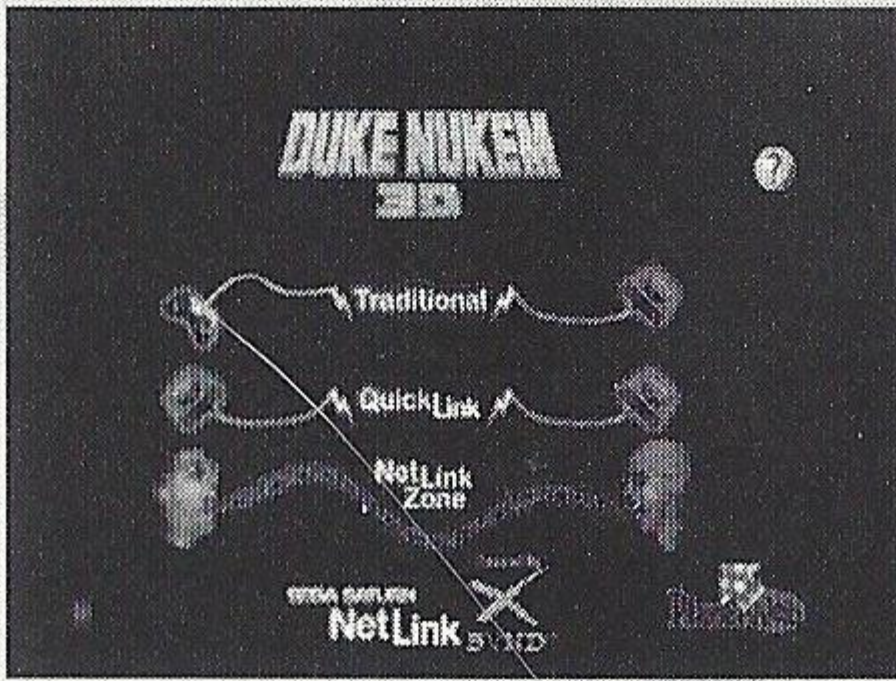 DUKE NUKEM
3D
?
Traditional
QuickLink
NetLink
Zone
SEGA SATURN
NetLink